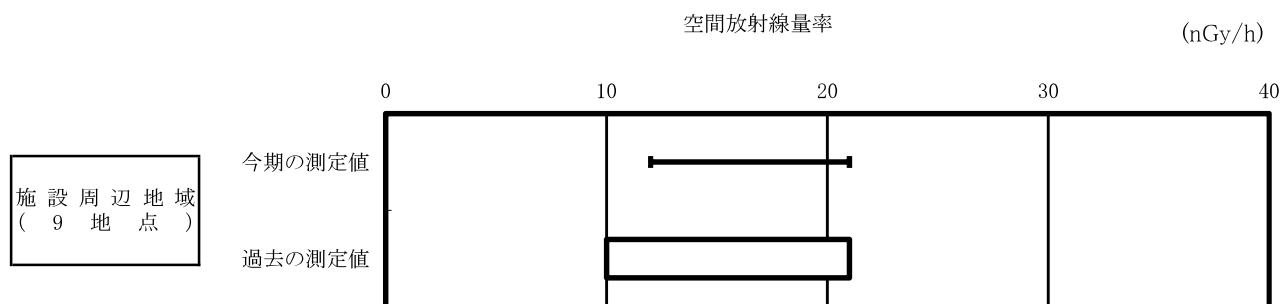 空間放射線量率
(nGy/h)
0 10 20 30 40
今期の測定値
施設周辺地域
(9地点)
過去の測定値